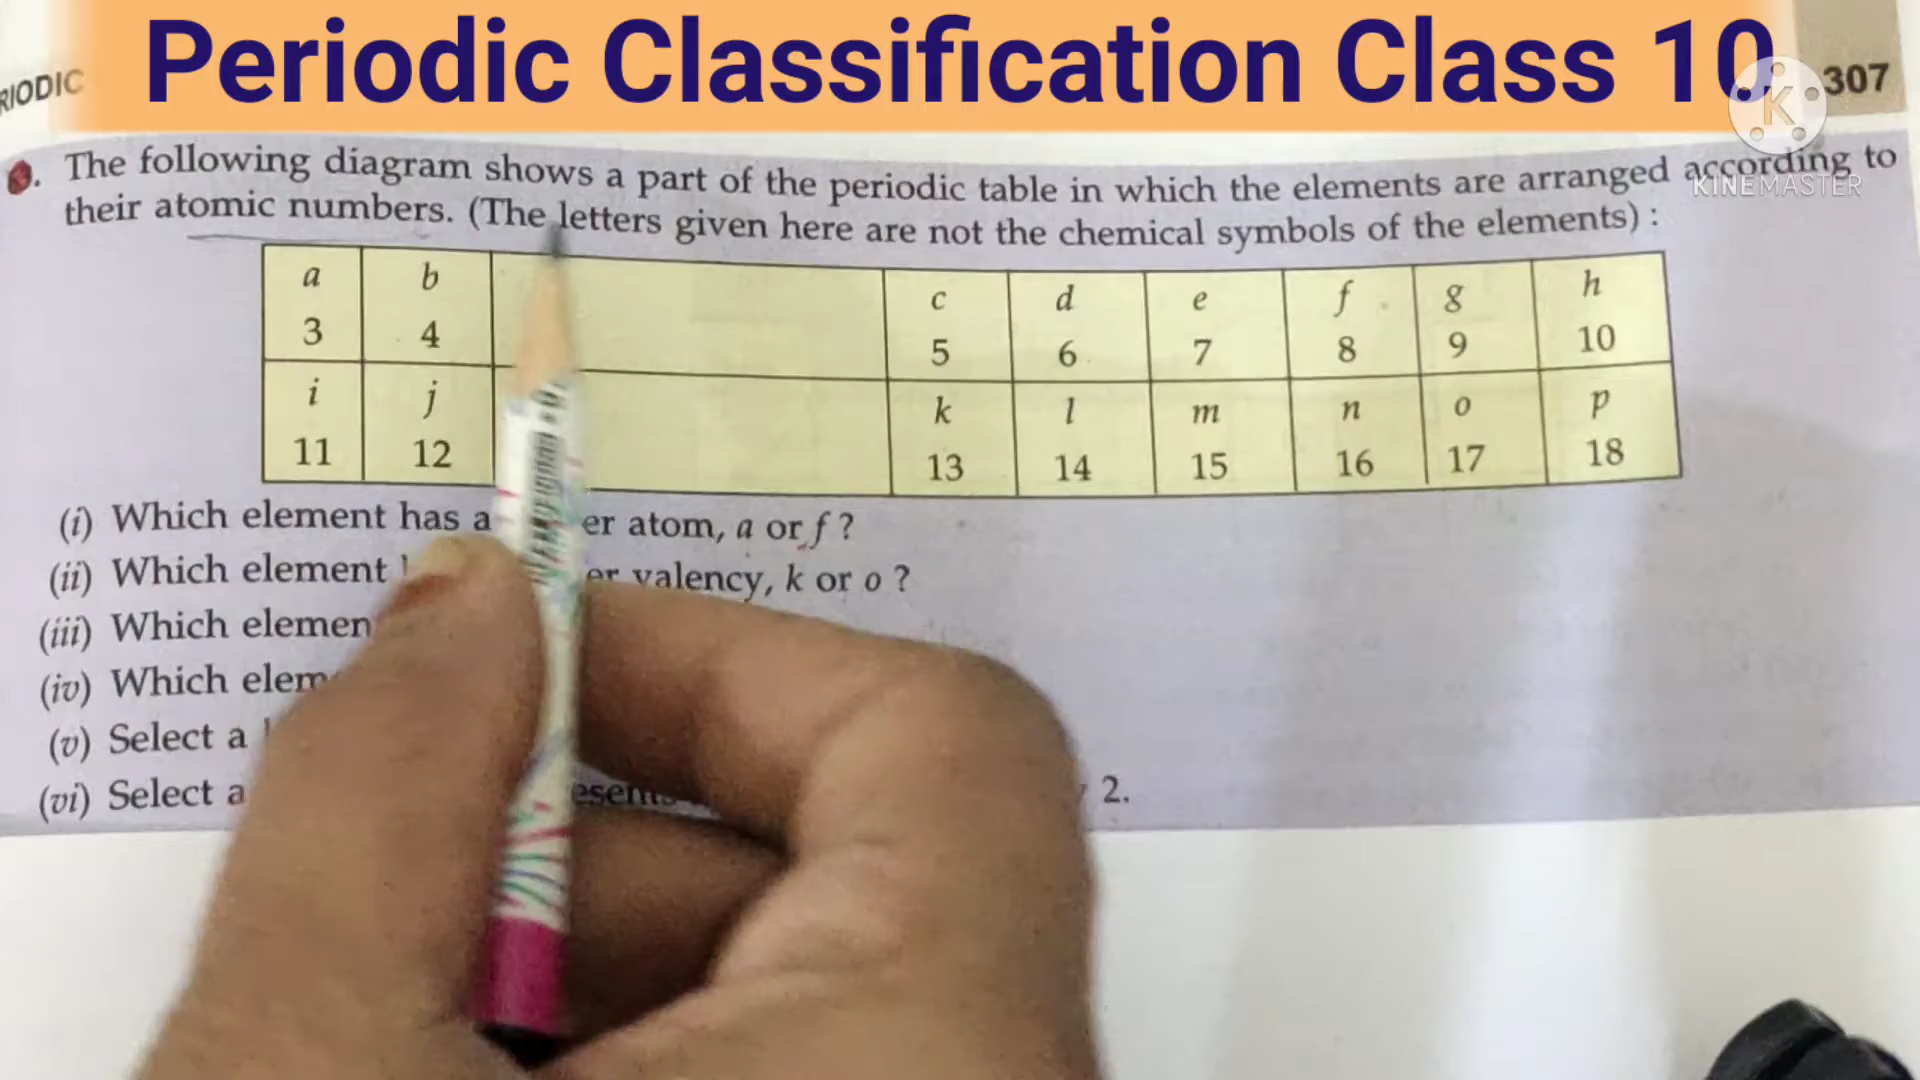 Periodic Classification Class 10
RIODIC
307
K
KINEMASTER
The following diagram shows a part of the periodic table in which the elements are arranged according to
their atomic numbers. (The letters given here are not the chemical symbols of the elements) :
a b c d e f g h
3 4 5 6 7 8 9 10
i j k l m n o p
11 12 13 14 15 16 17 18
(i) Which element has a er atom, a or f ?
(ii) Which element er valency, k or o ?
(iii) Which elemen
(iv) Which elem
(v) Select a
(vi) Select a esents 2.